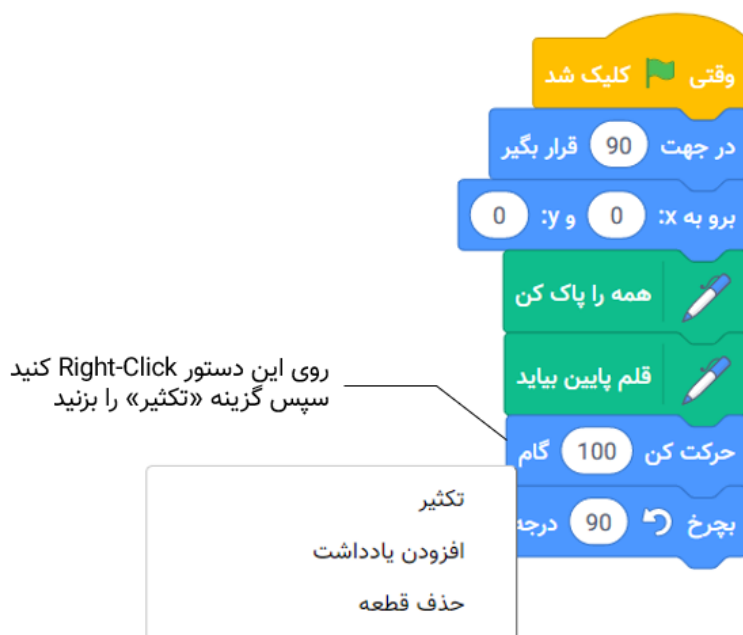 وقتی کلیک شد
در جهت 90 قرار بگیر
برو به x: 0 و y: 0
همه را پاک کن
قلم پایین بیاید
حرکت کن 100 گام
بچرخ 90 درجه
روی این دستور Right-Click کنید
سپس گزینه «تکثیر» را بزنید
تکثیر
افزودن یادداشت
حذف قطعه